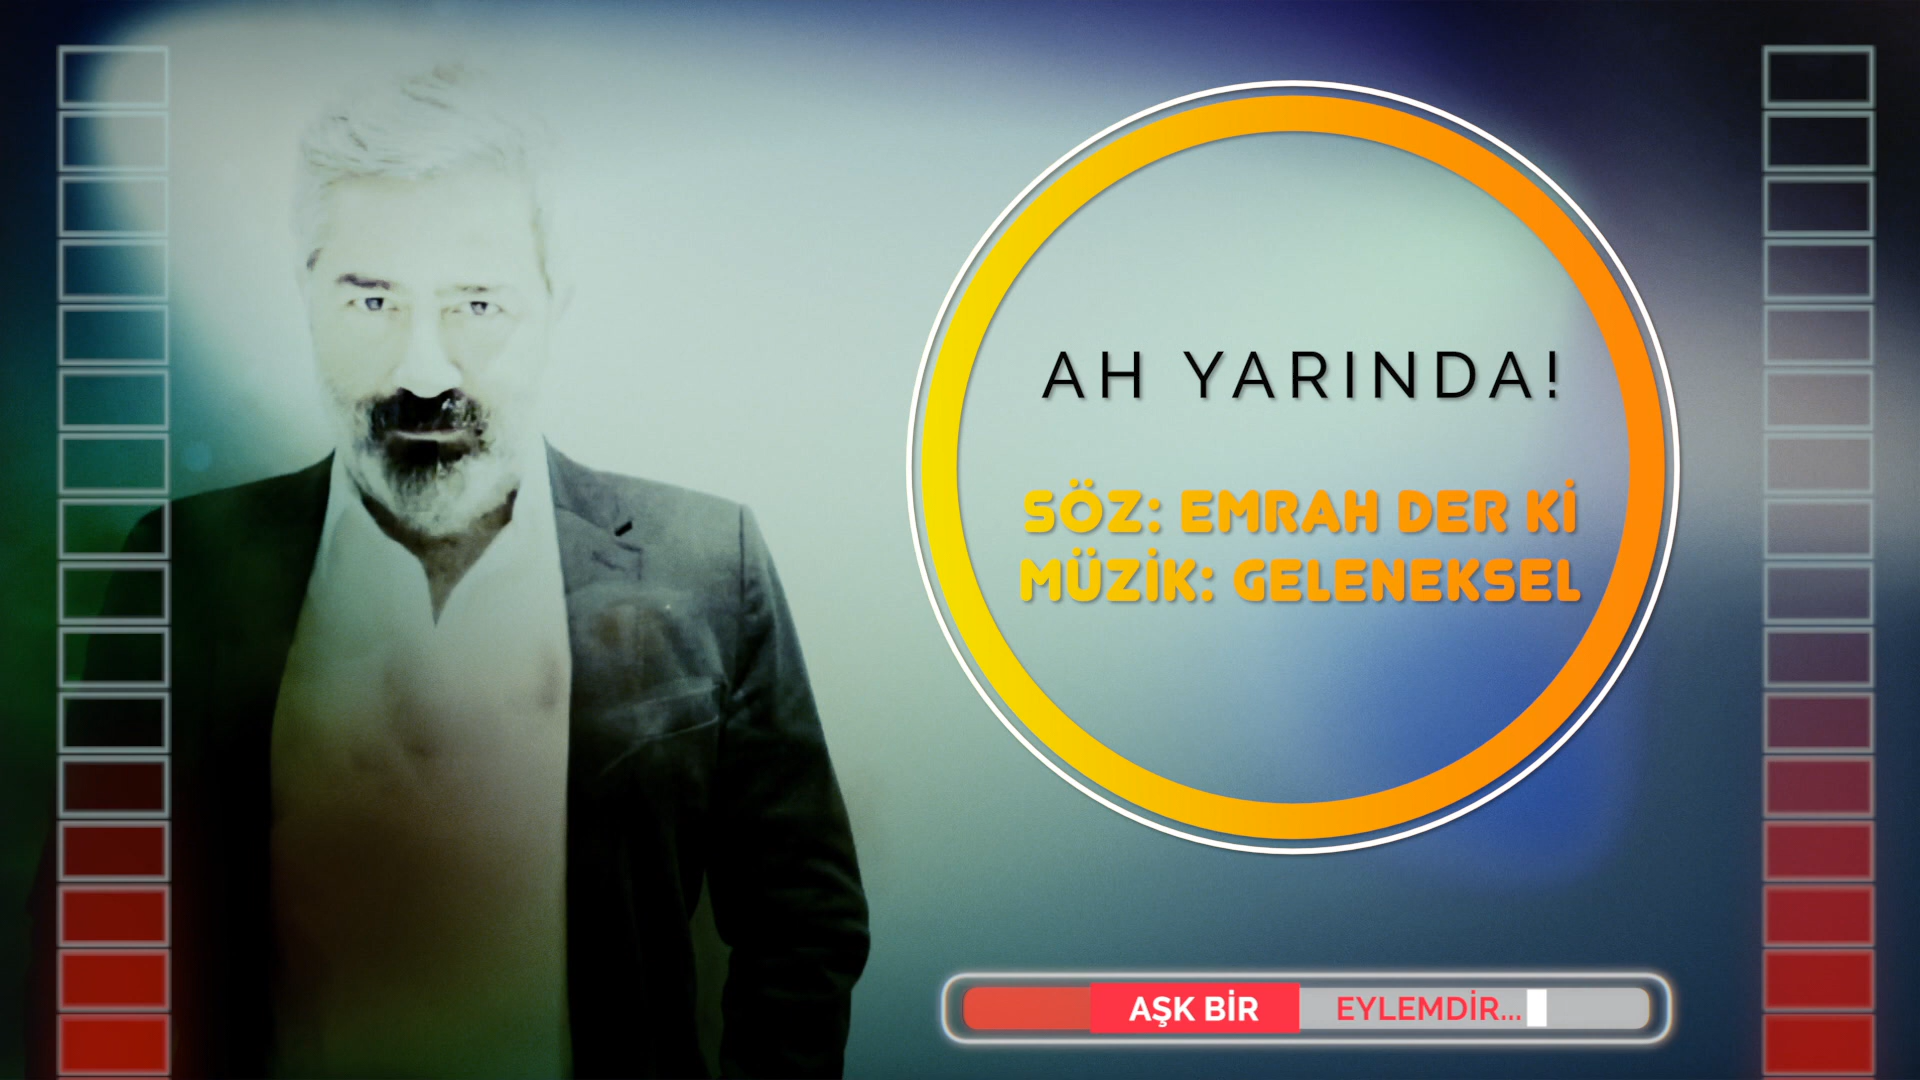 AH YARINDA!
SÖZ: EMRAH DER Kİ
MÜZİK: GELENEKSEL
AŞK BİR EYLEMDİR...